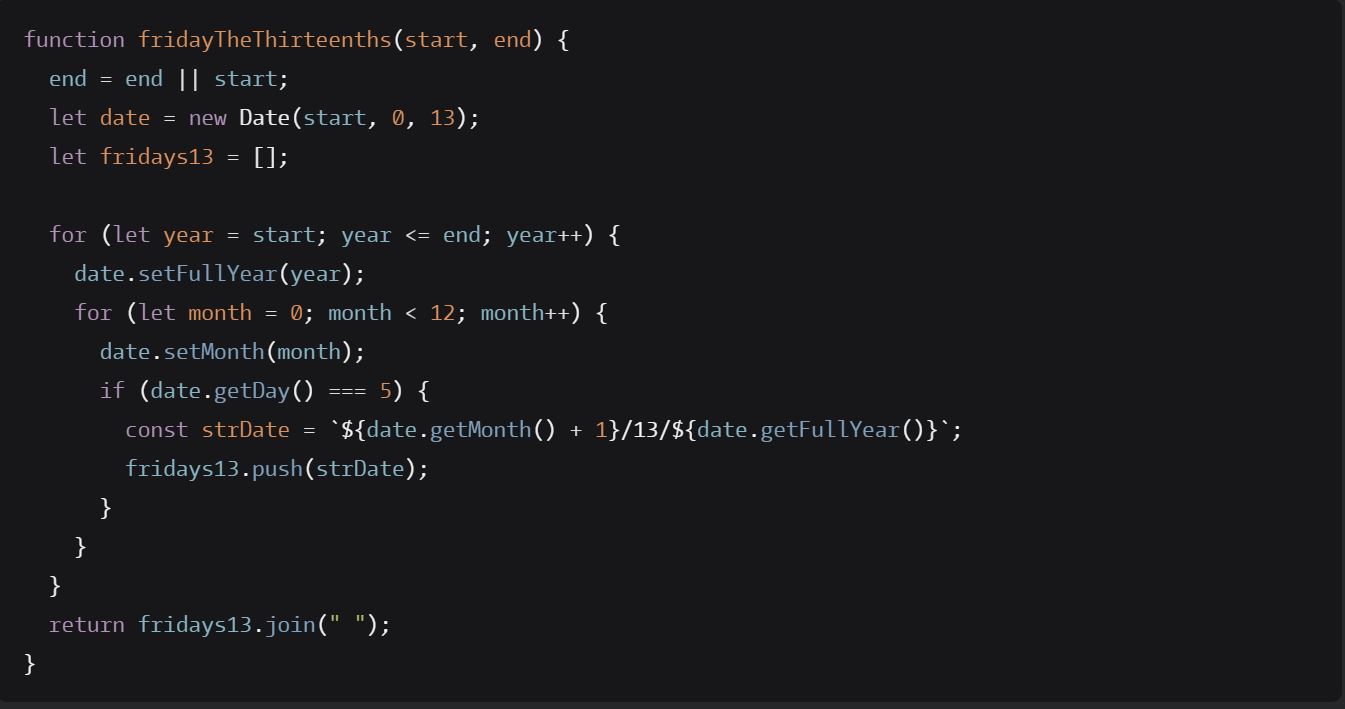 function fridayTheThirteenths(start, end) {
  end = end || start;
  let date = new Date(start, 0, 13);
  let fridays13 = [];

  for (let year = start; year <= end; year++) {
    date.setFullYear(year);
    for (let month = 0; month < 12; month++) {
      date.setMonth(month);
      if (date.getDay() === 5) {
        const strDate = `${date.getMonth() + 1}/13/${date.getFullYear()}`;
        fridays13.push(strDate);
      }
    }
  }
  return fridays13.join(" ");
}